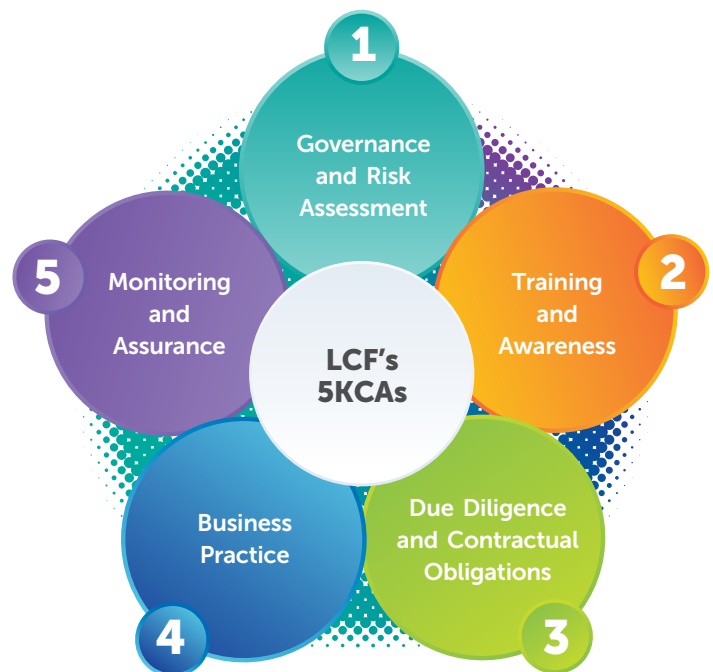 1
Governance
and Risk
Assessment
2
Training
and
Awareness
3
Due Diligence
and Contractual
Obligations
4
Business
Practice
5
Monitoring
and
Assurance
LCF's
5KCAs